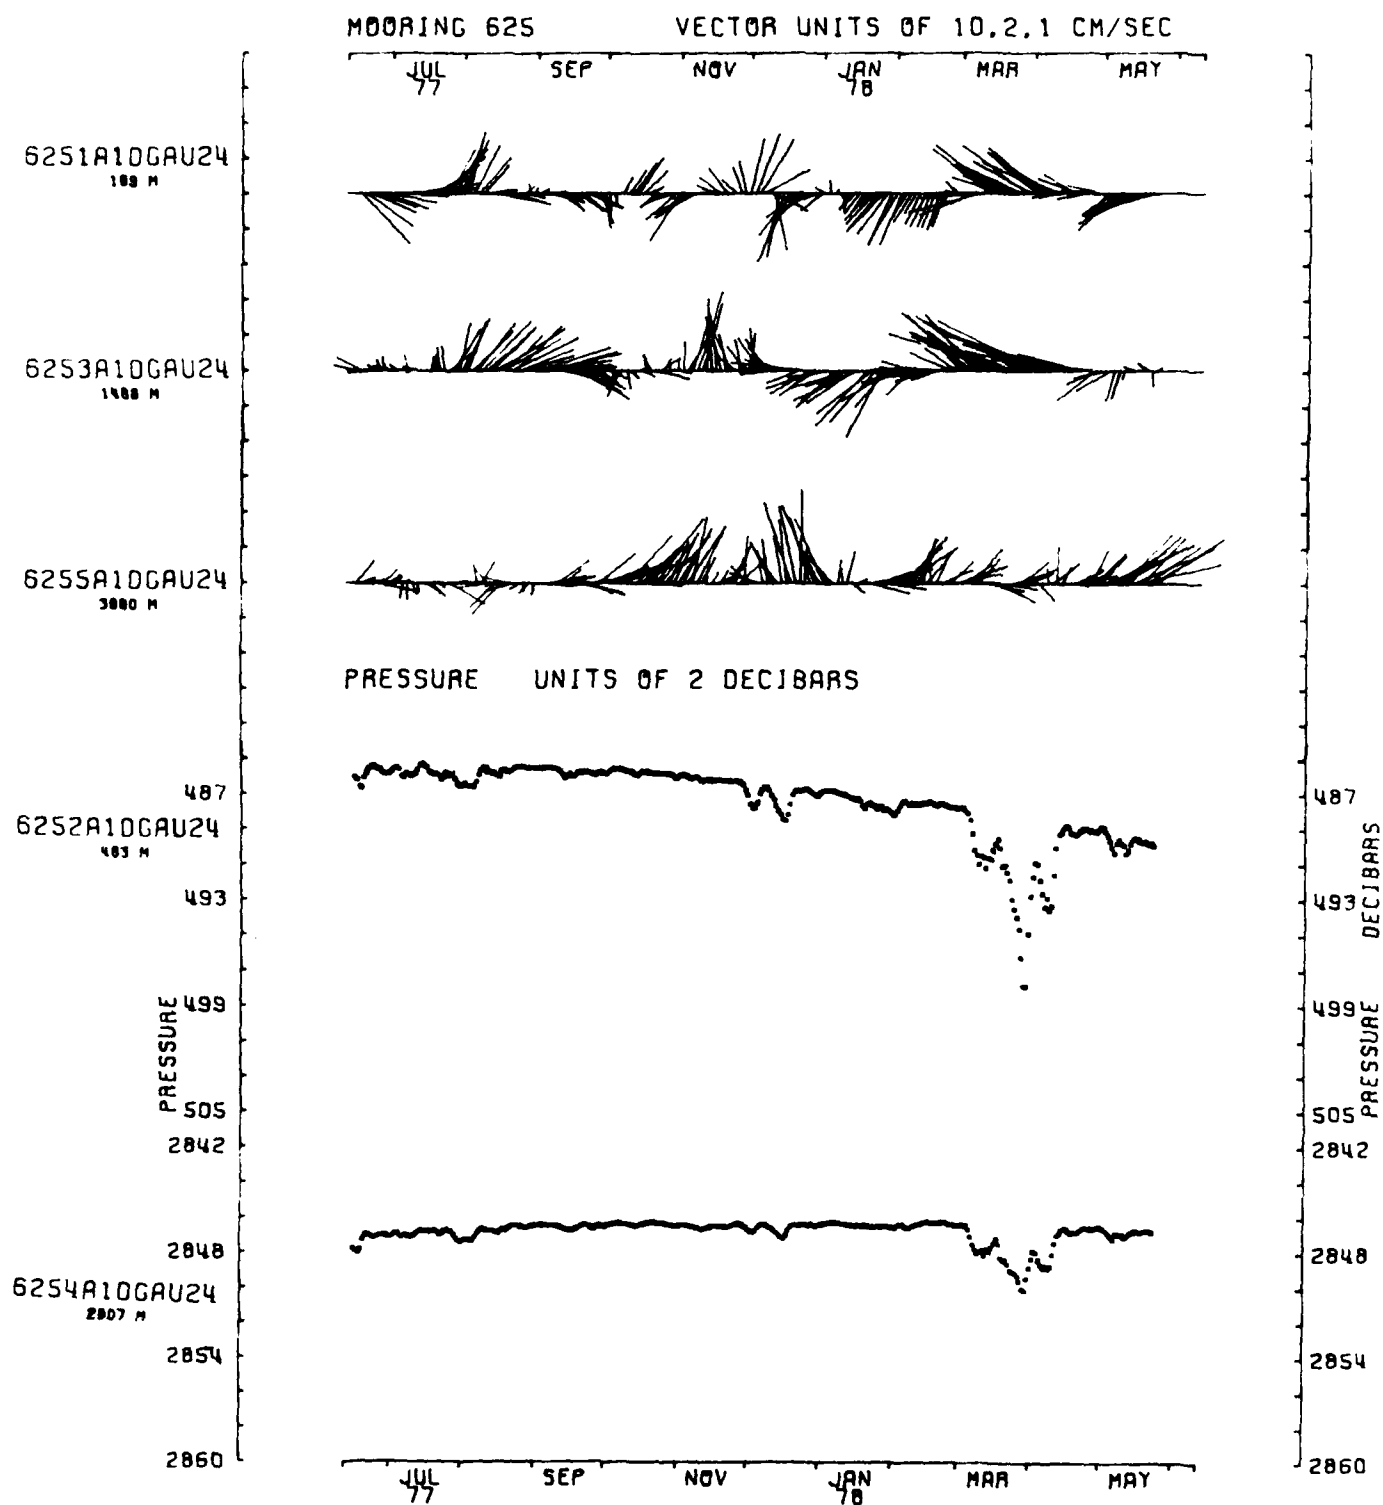 MOORING 625 VECTOR UNITS OF 10.2.1 CM/SEC
JUL SEP NOV JAN MAR MAY
77 78
6251A1DGAU24
6253A1DGAU24
6255A1DGAU24
PRESSURE UNITS OF 2 DECIBARS
487 487
6252A1DGAU24
483 M
493 493
DECIBARS
499 499
PRESSURE PRESSURE
505 505
2842 2842
2848 2848
6254A1DGAU24
2854 2854
2860 2860
JUL SEP NOV JAN MAR MAY
77 78